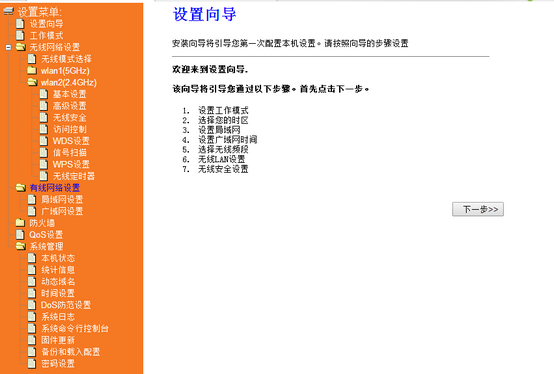 设置菜单:
设置向导
工作模式
无线网络设置
无线模式选择
wlan1(5GHz)
wlan2(2.4GHz)
基本设置
高级设置
无线安全
访问控制
WDS设置
信号扫描
WPS设置
无线定时器
有线网络设置
局域网设置
广域网设置
防火墙
QoS设置
系统管理
本机状态
统计信息
动态域名
时间设置
DoS防范设置
系统日志
系统命令行控制台
固件更新
备份和载入配置
密码设置
设置向导
安装向导将引导您第一次配置本机设置。请按照向导的步骤设置
欢迎来到设置向导.
该向导将引导您通过以下步骤。首先点击下一步。
1. 设置工作模式
2. 选择您的时区
3. 设置局域网
4. 设置广域网时间
5. 选择无线频段
6. 无线LAN设置
7. 无线安全设置
下一步>>